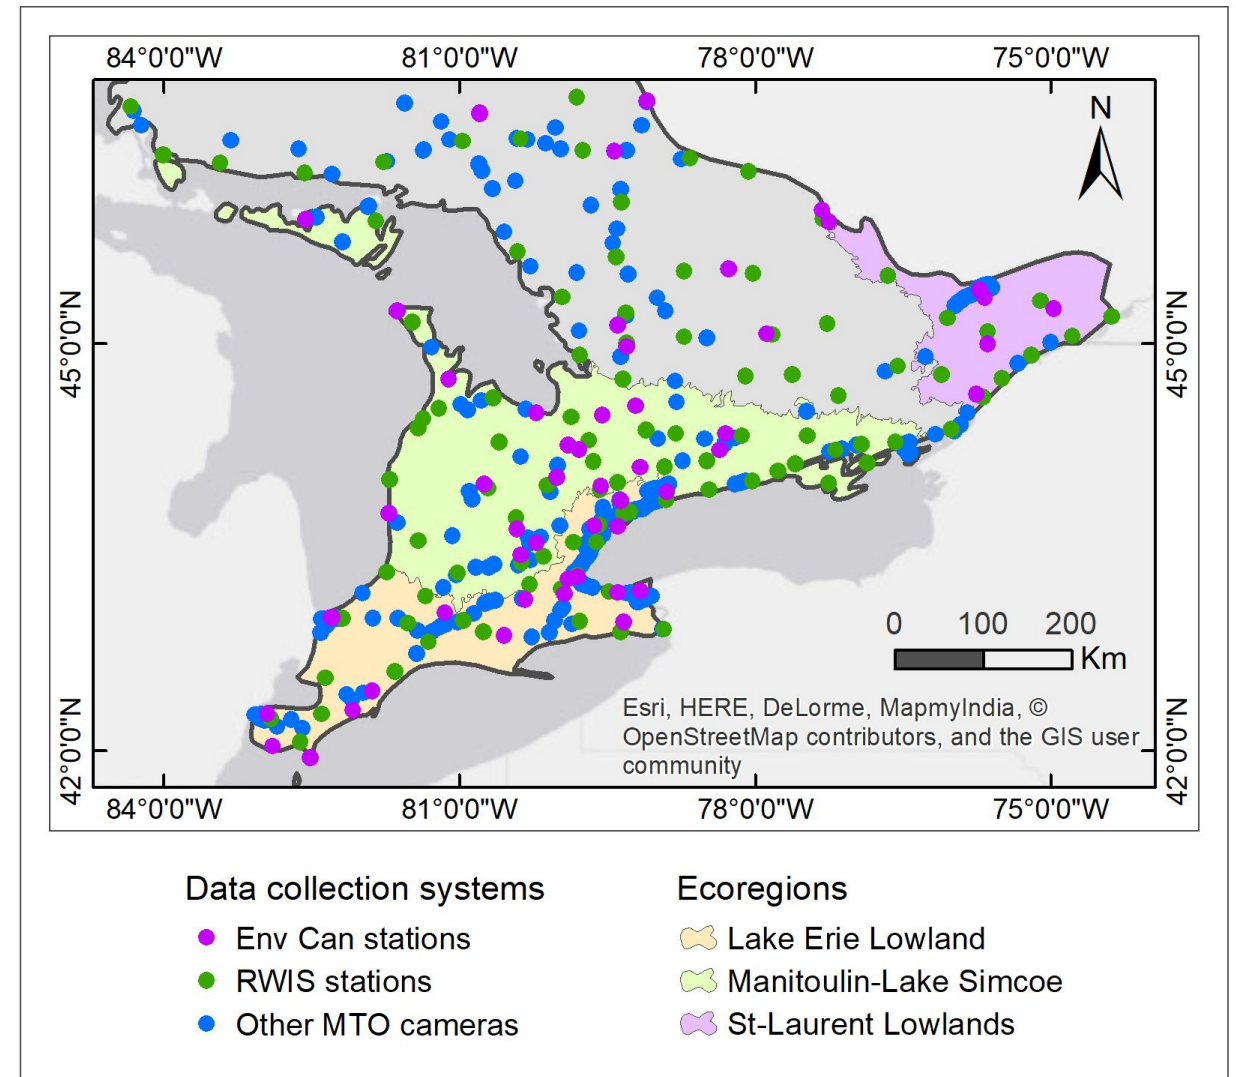 84°0'0"W 81°0'0"W 78°0'0"W 75°0'0"W
N
45°0'0"N 45°0'0"N
0 100 200
Km
Esri, HERE, DeLorme, MapmyIndia, ©
OpenStreetMap contributors, and the GIS user
community
42°0'0"N 42°0'0"N
84°0'0"W 81°0'0"W 78°0'0"W 75°0'0"W
Data collection systems
Env Can stations
RWIS stations
Other MTO cameras
Ecoregions
Lake Erie Lowland
Manitoulin-Lake Simcoe
St-Laurent Lowlands